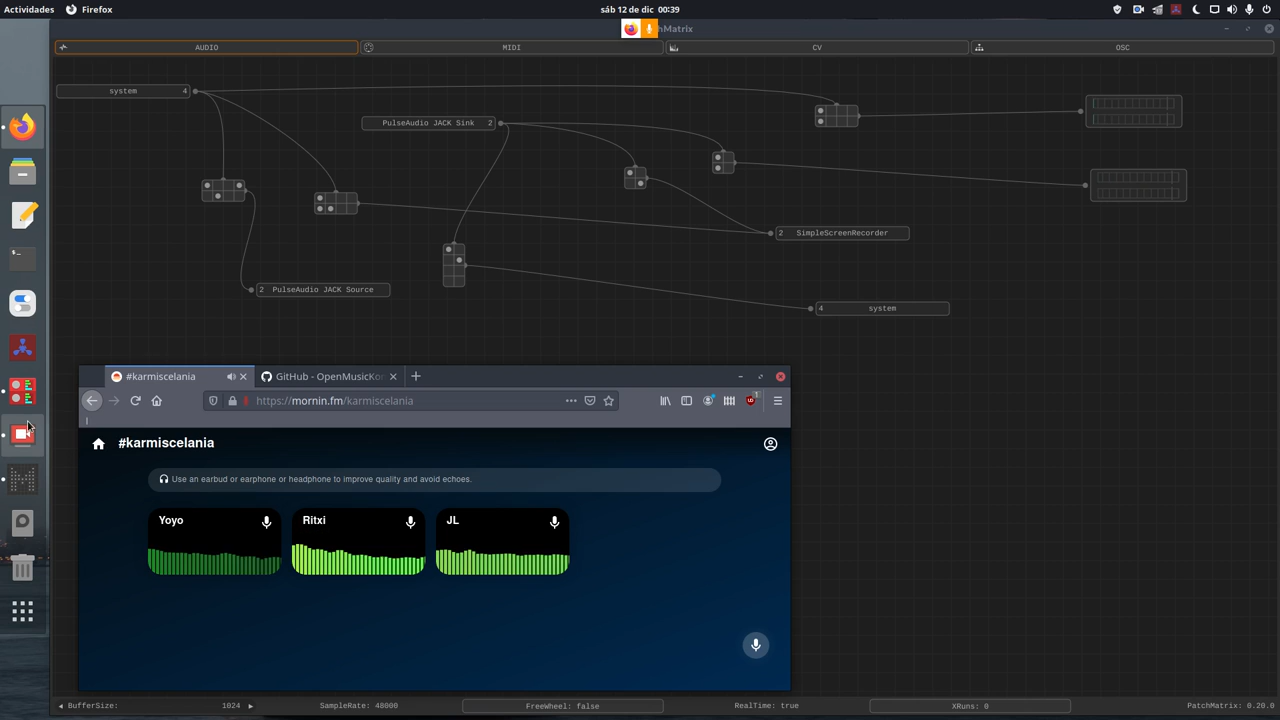 Actividades Firefox sáb 12 de dic 00:39
chMatrix
AUDIO MIDI CV OSC
system 4
PulseAudio JACK Sink 2
2 SimpleScreenRecorder
2 PulseAudio JACK Source
4 system
#karmiscelania GitHub - OpenMusicKon
https://mornin.fm/karmiscelania 1
#karmiscelania
Use an earbud or earphone or headphone to improve quality and avoid echoes.
Yoyo Ritxi JL
BufferSize: 1024 SampleRate: 48000 FreeWheel: false RealTime: true XRuns: 0 PatchMatrix: 0.20.0